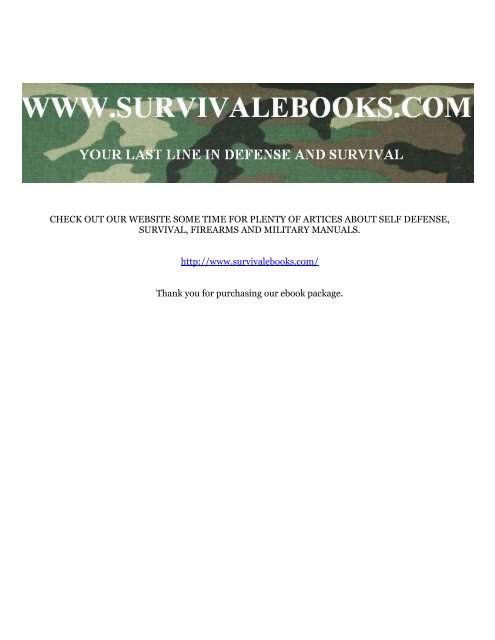 WWW.SURVIVALEBOOKS.COM
YOUR LAST LINE IN DEFENSE AND SURVIVAL
CHECK OUT OUR WEBSITE SOME TIME FOR PLENTY OF ARTICES ABOUT SELF DEFENSE,
SURVIVAL, FIREARMS AND MILITARY MANUALS.
http://www.survivalebooks.com/
Thank you for purchasing our ebook package.